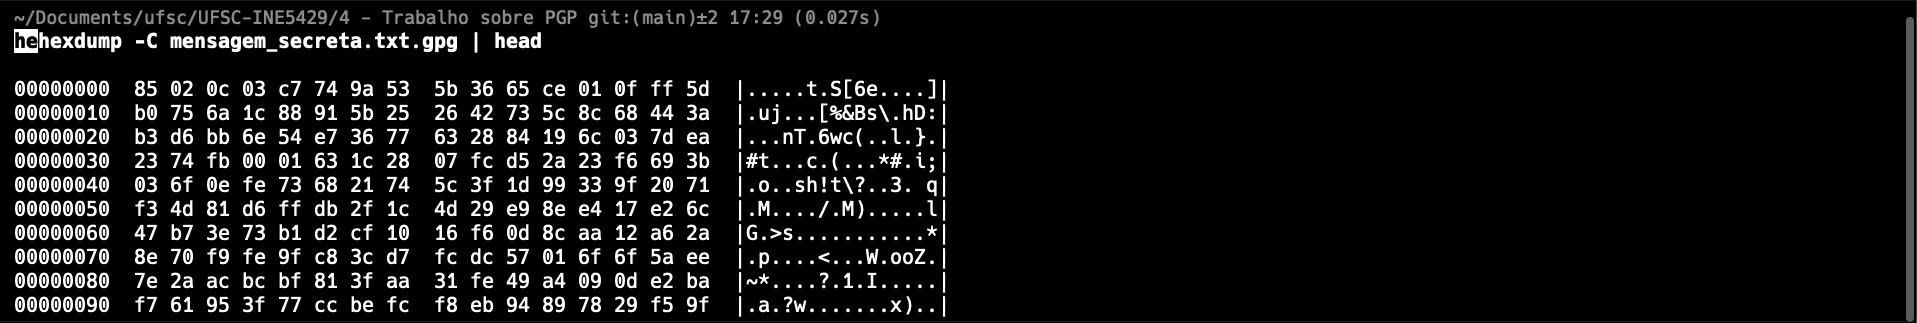 ~/Documents/ufsc/UFSC-INE5429/4 - Trabalho sobre PGP git:(main)±2 17:29 (0.027s)
hehexdump -C mensagem_secreta.txt.gpg | head
00000000  85 02 0c 03 c7 74 9a 53  5b 36 65 ce 01 0f ff 5d  |.....t.S[6e....]|
00000010  b0 75 6a 1c 88 91 5b 25  26 42 73 5c 8c 68 44 3a  |.uj...[%&Bs\.hD:|
00000020  b3 d6 bb 6e 54 e7 36 77  63 28 84 19 6c 03 7d ea  |...nT.6wc(..l.}.|
00000030  23 74 fb 00 01 63 1c 28  07 fc d5 2a 23 f6 69 3b  |#t...c.(...*#.i;|
00000040  03 6f 0e fe 73 68 21 74  5c 3f 1d 99 33 9f 20 71  |.o..sh!t\?..3. q|
00000050  f3 4d 81 d6 ff db 2f 1c  4d 29 e9 8e e4 17 e2 6c  |.M..../.M).....l|
00000060  47 b7 3e 73 b1 d2 cf 10  16 f6 0d 8c aa 12 a6 2a  |G.>s...........*|
00000070  8e 70 f9 fe 9f c8 3c d7  fc dc 57 01 6f 6f 5a ee  |.p....<...W.ooZ.|
00000080  7e 2a ac bc bf 81 3f aa  31 fe 49 a4 09 0d e2 ba  |~*....?.1.I.....|
00000090  f7 61 95 3f 77 cc be fc  f8 eb 94 89 78 29 f5 9f  |.a.?w.......x)..|